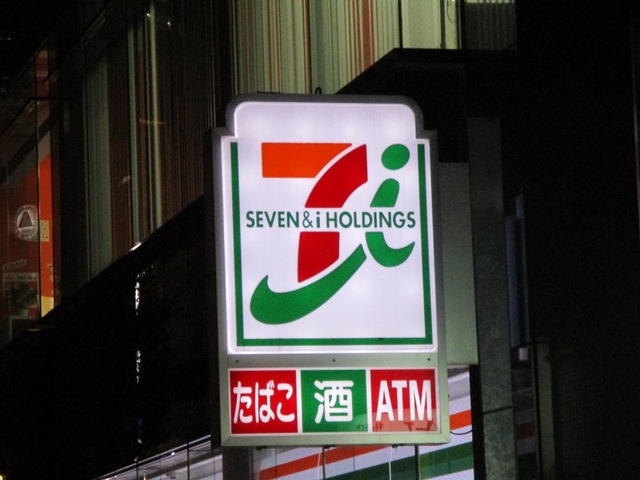 SEVEN & i HOLDINGS
たばこ 酒 ATM